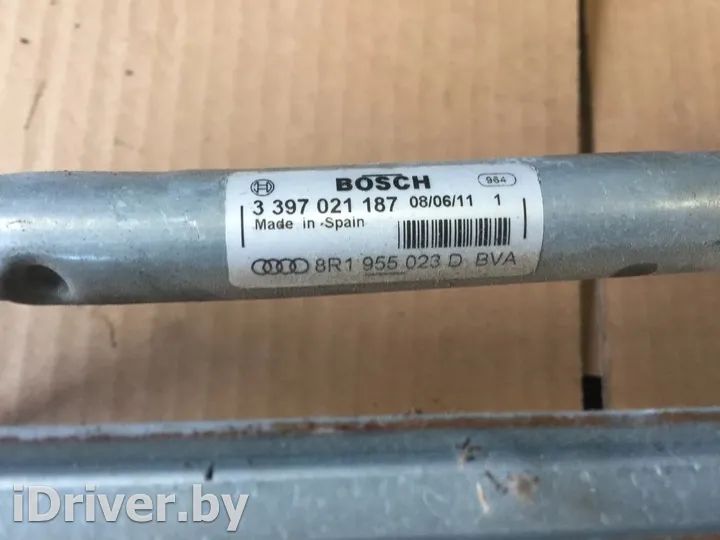 BOSCH 964
3 397 021 187 08/06/11 1
Made in Spain
8R1 955 023 D BVA
iDriver.by